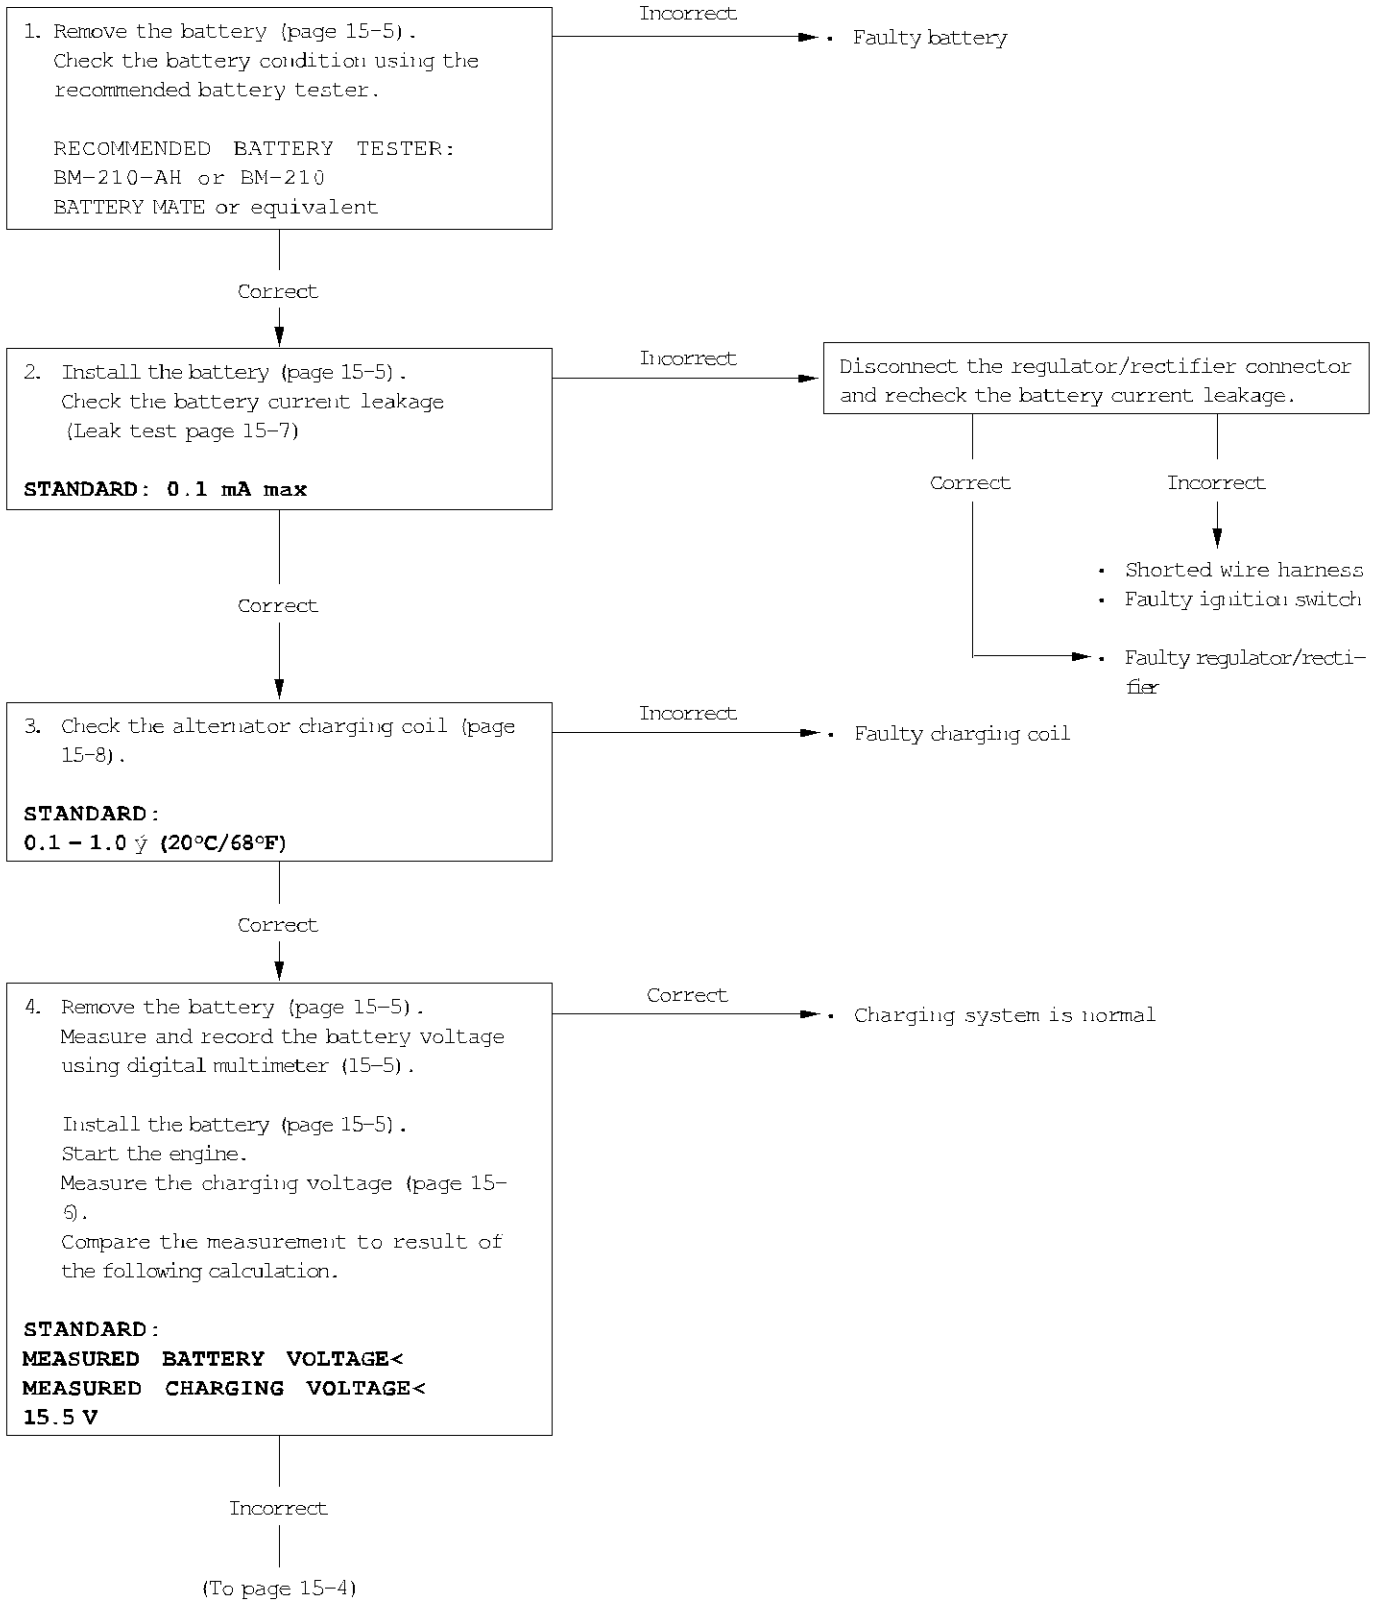 1. Remove the battery (page 15-5).
Check the battery condition using the
recommended battery tester.
RECOMMENDED BATTERY TESTER:
BM-210-AH or BM-210
BATTERY MATE or equivalent
Incorrect
• Faulty battery
Correct
2. Install the battery (page 15-5).
Check the battery current leakage
(Leak test page 15-7)
STANDARD: 0.1 mA max
Incorrect
Disconnect the regulator/rectifier connector
and recheck the battery current leakage.
Correct
Incorrect
• Shorted wire harness
• Faulty ignition switch
• Faulty regulator/recti-
fier
Correct
3. Check the alternator charging coil (page
15-8).
STANDARD:
0.1 – 1.0 ý (20°C/68°F)
Incorrect
• Faulty charging coil
Correct
4. Remove the battery (page 15-5).
Measure and record the battery voltage
using digital multimeter (15-5).
Install the battery (page 15-5).
Start the engine.
Measure the charging voltage (page 15-
6).
Compare the measurement to result of
the following calculation.
STANDARD:
MEASURED BATTERY VOLTAGE<
MEASURED CHARGING VOLTAGE<
15.5 V
Correct
• Charging system is normal
Incorrect
(To page 15-4)